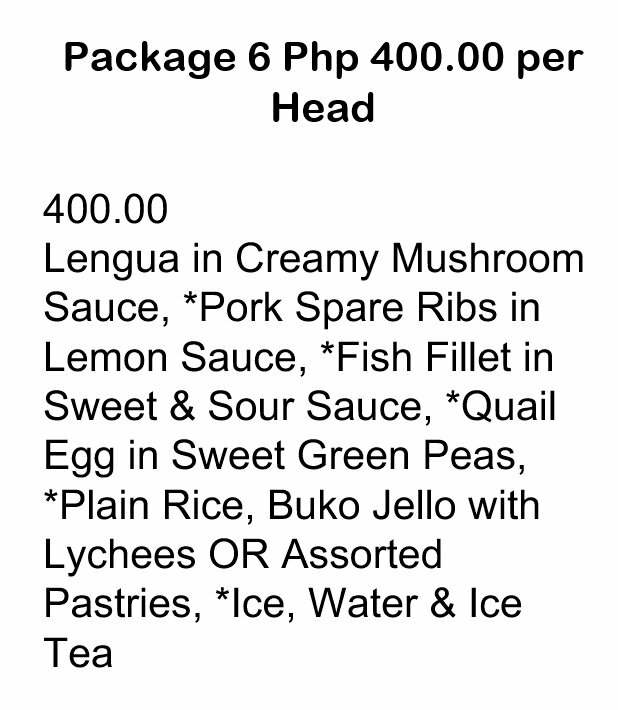 Package 6 Php 400.00 per
Head
400.00
Lengua in Creamy Mushroom
Sauce, *Pork Spare Ribs in
Lemon Sauce, *Fish Fillet in
Sweet & Sour Sauce, *Quail
Egg in Sweet Green Peas,
*Plain Rice, Buko Jello with
Lychees OR Assorted
Pastries, *Ice, Water & Ice
Tea